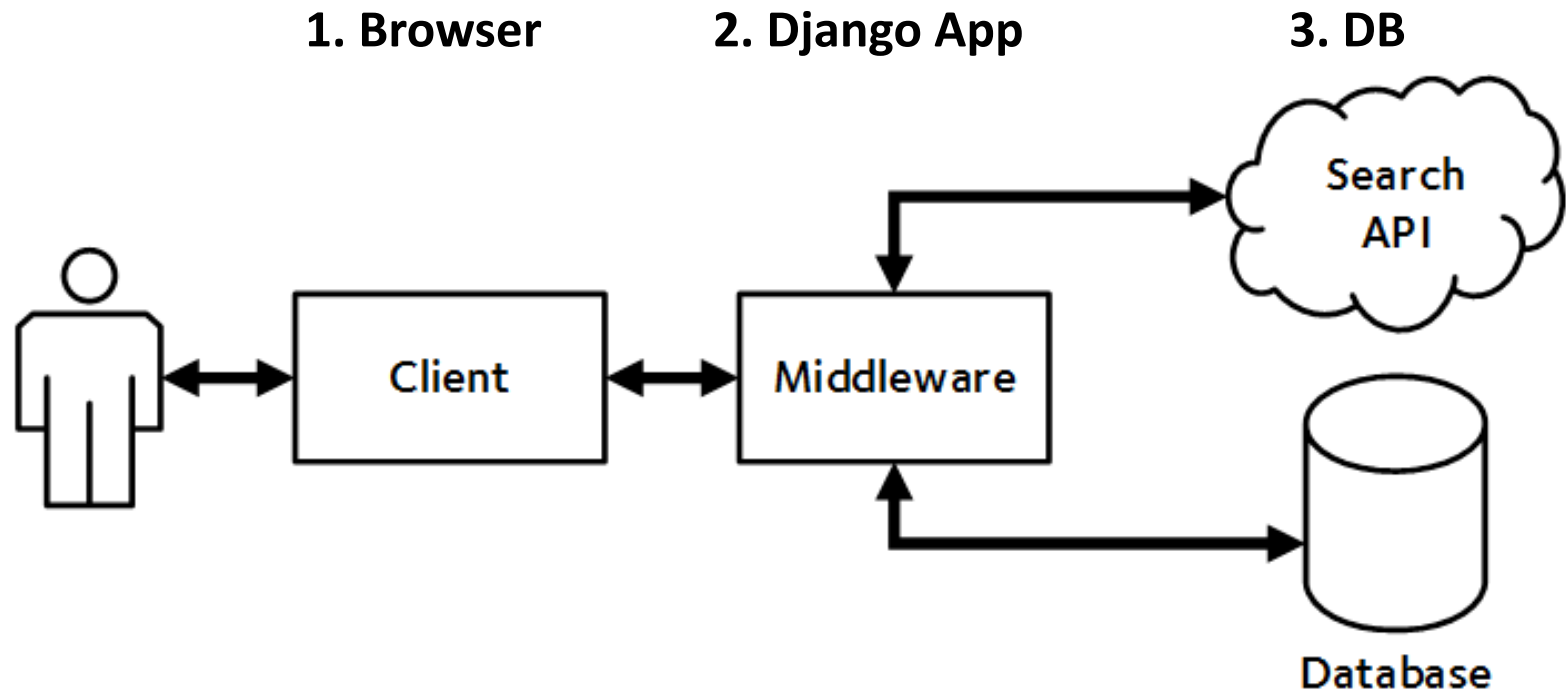 1. Browser
2. Django App
3. DB
Search
API
Client
Middleware
Database